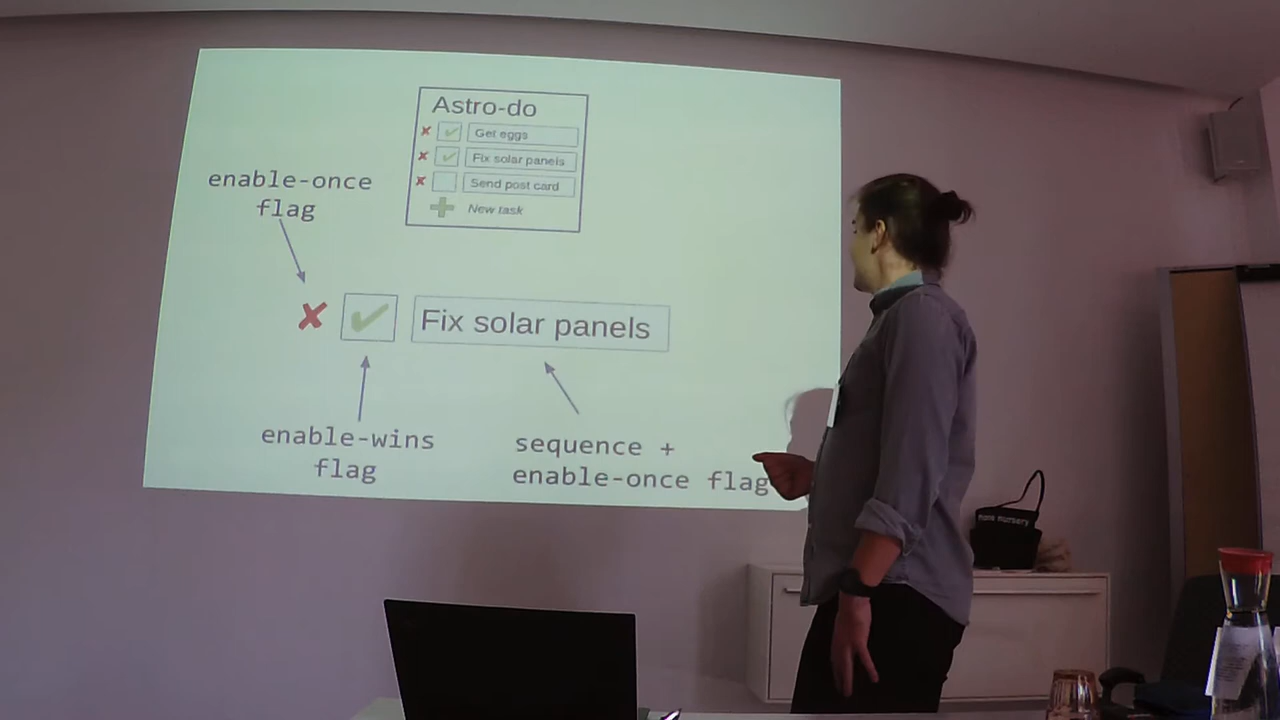 Astro-do
Get eggs
Fix solar panels
Send post card
New task
enable-once
flag
Fix solar panels
enable-wins
flag
sequence +
enable-once flag
nursery